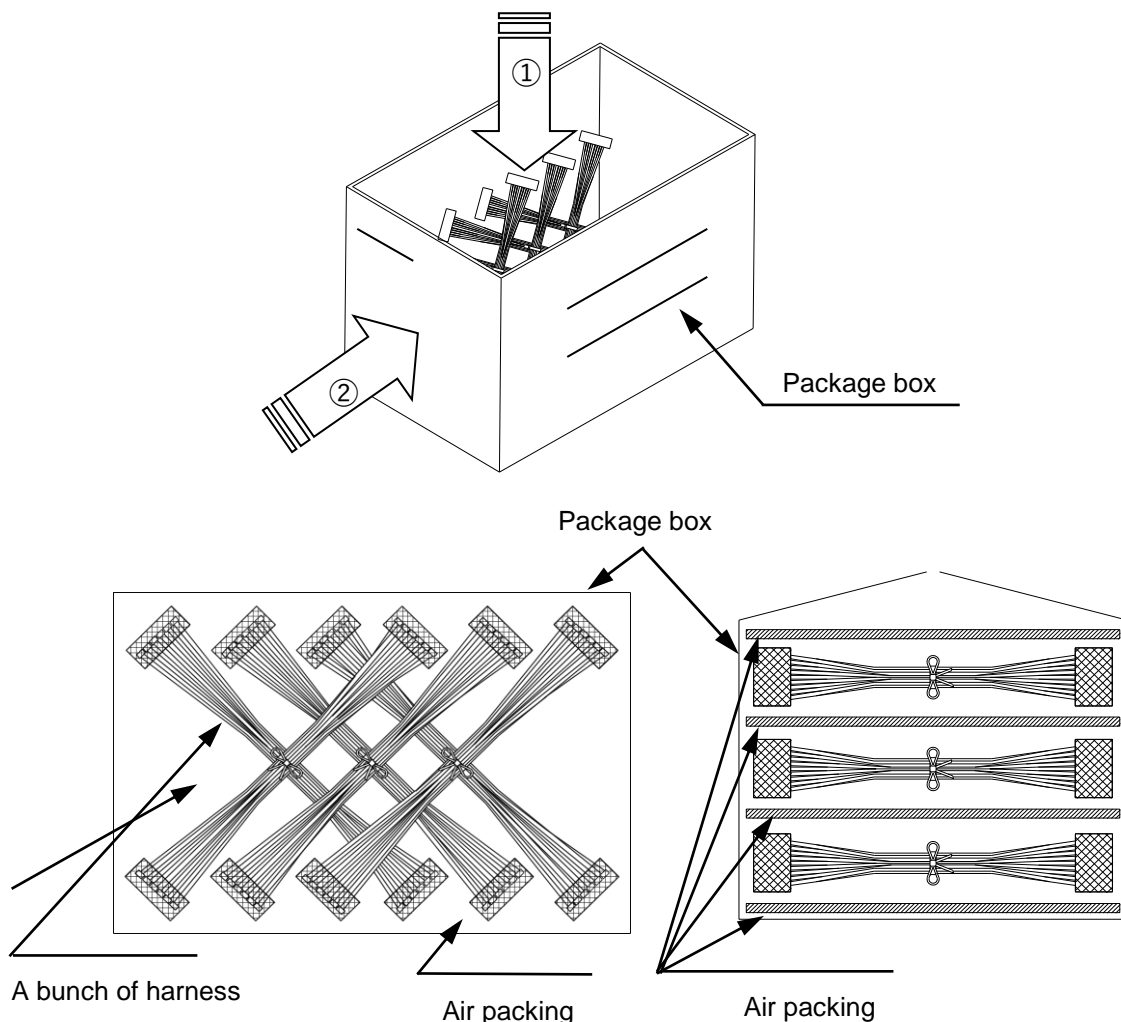 ①
②
Package box
Package box
A bunch of harness
Air packing
Air packing